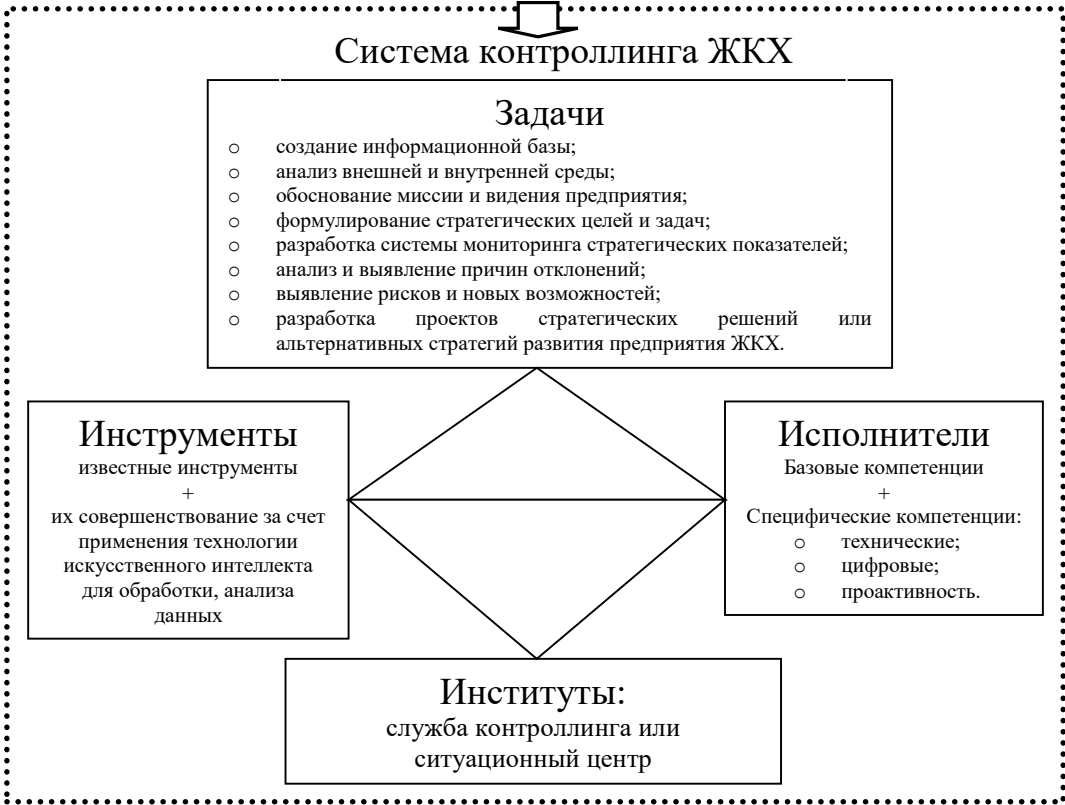 Система контроллинга ЖКХ
Задачи
o создание информационной базы;
o анализ внешней и внутренней среды;
o обоснование миссии и видения предприятия;
o формулирование стратегических целей и задач;
o разработка системы мониторинга стратегических показателей;
o анализ и выявление причин отклонений;
o выявление рисков и новых возможностей;
o разработка проектов стратегических решений или
альтернативных стратегий развития предприятия ЖКХ.
Инструменты
известные инструменты
+
их совершенствование за счет
применения технологии
искусственного интеллекта
для обработки, анализа
данных
Исполнители
Базовые компетенции
+
Специфические компетенции:
o технические;
o цифровые;
o проактивность.
Институты:
служба контроллинга или
ситуационный центр